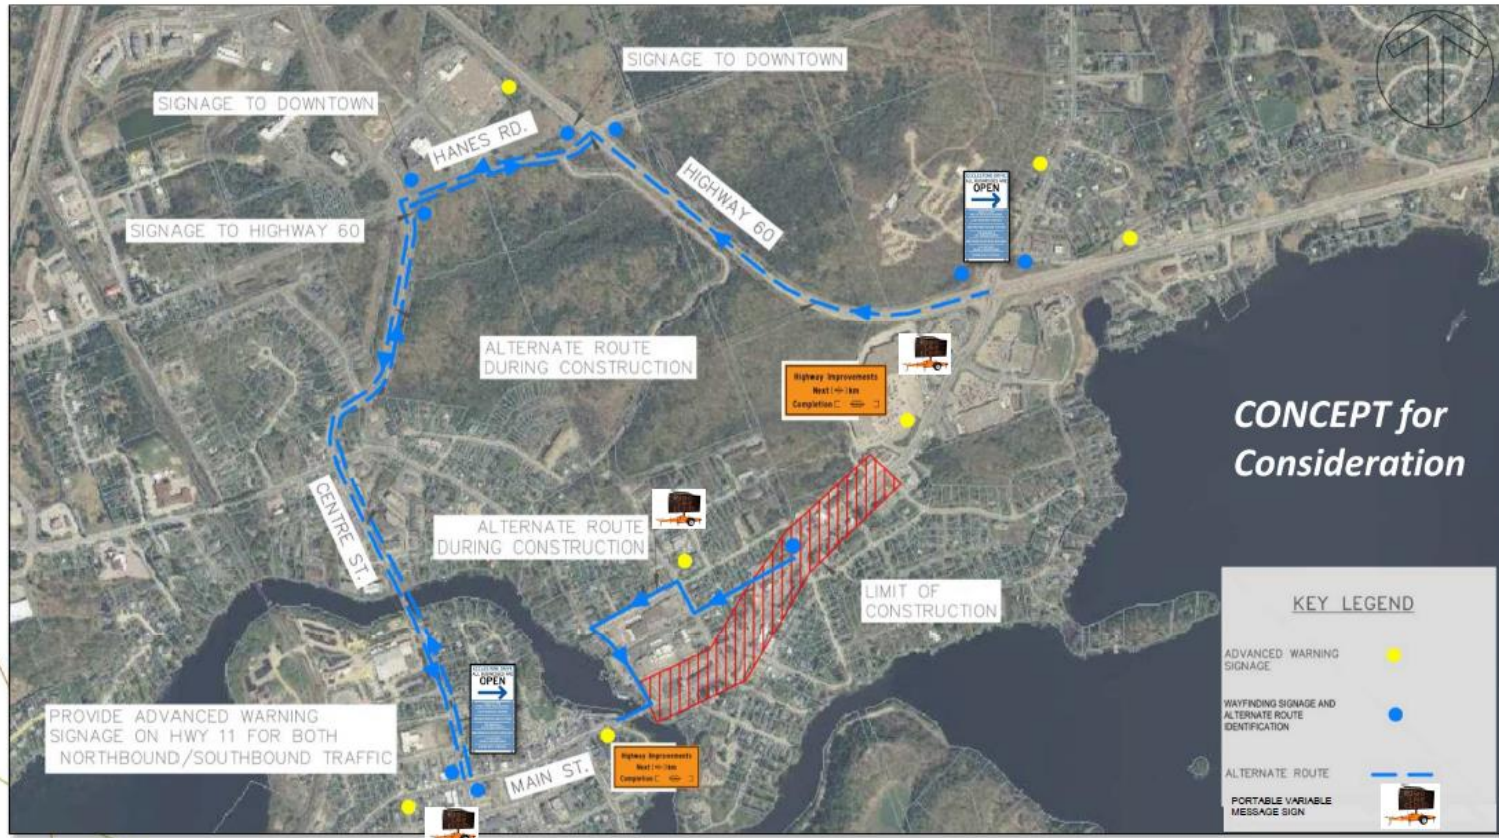 SIGNAGE TO DOWNTOWN
SIGNAGE TO DOWNTOWN
HANES RD.
HIGHWAY 60
OPEN
SIGNAGE TO HIGHWAY 60
ALTERNATE ROUTE
DURING CONSTRUCTION
Highway Improvements
Next km
Completion
CONCEPT for
Consideration
CENTRE ST.
ALTERNATE ROUTE
DURING CONSTRUCTION
LIMIT OF
CONSTRUCTION
OPEN
PROVIDE ADVANCED WARNING
SIGNAGE ON HWY 11 FOR BOTH
NORTHBOUND/SOUTHBOUND TRAFFIC
MAIN ST.
Highway Improvements
Next km
Completion
KEY LEGEND
ADVANCED WARNING
SIGNAGE
WAYFINDING SIGNAGE AND
ALTERNATE ROUTE
IDENTIFICATION
ALTERNATE ROUTE
PORTABLE VARIABLE
MESSAGE SIGN